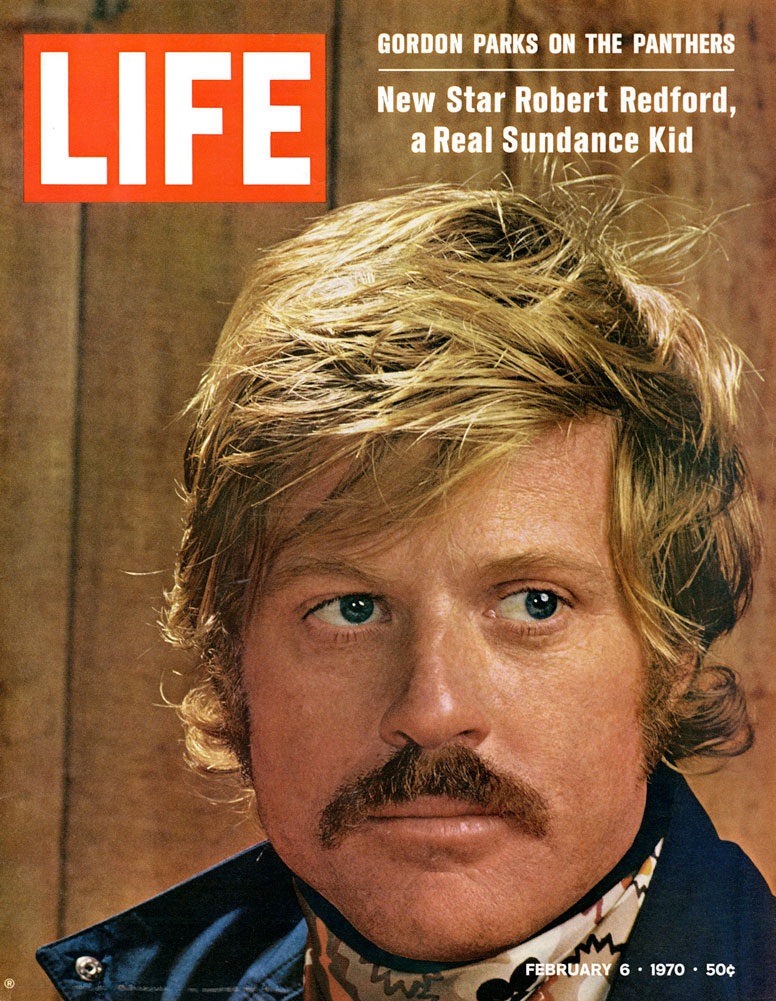 LIFE
GORDON PARKS ON THE PANTHERS
New Star Robert Redford,
a Real Sundance Kid
FEBRUARY 6 · 1970 · 50¢
®